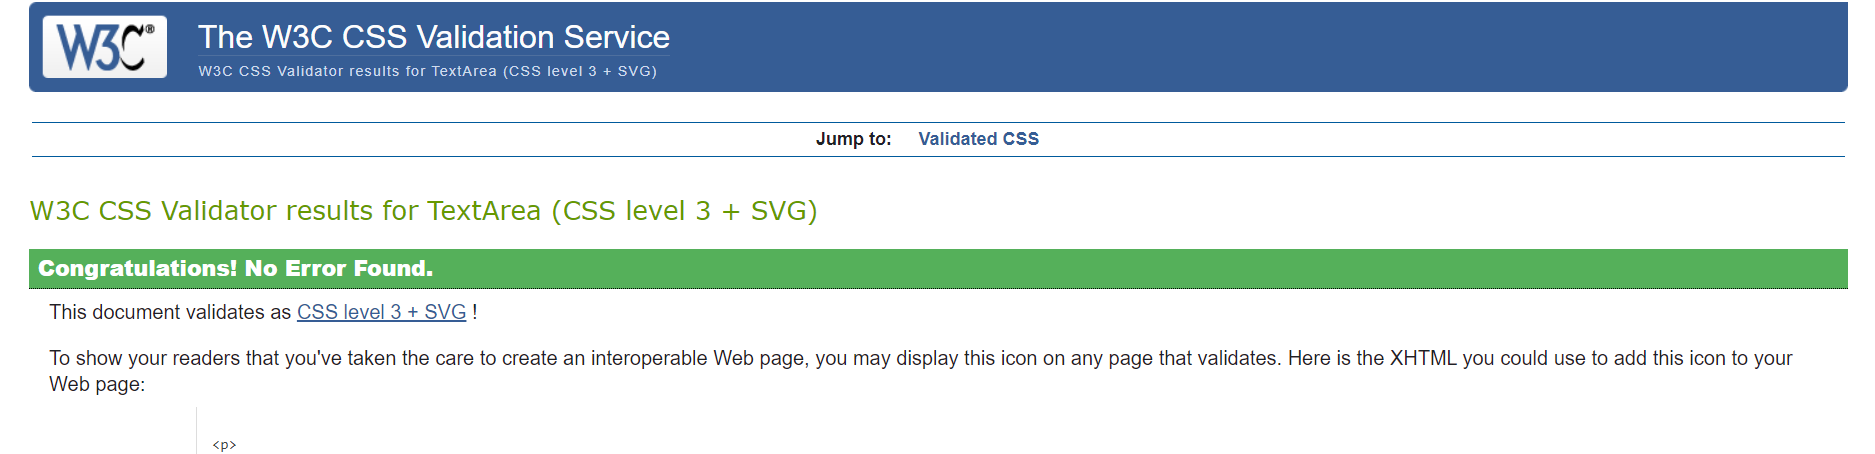 W3C®
The W3C CSS Validation Service
W3C CSS Validator results for TextArea (CSS level 3 + SVG)
Jump to: Validated CSS
W3C CSS Validator results for TextArea (CSS level 3 + SVG)
Congratulations! No Error Found.
This document validates as CSS level 3 + SVG !
To show your readers that you've taken the care to create an interoperable Web page, you may display this icon on any page that validates. Here is the XHTML you could use to add this icon to your
Web page:
<p>